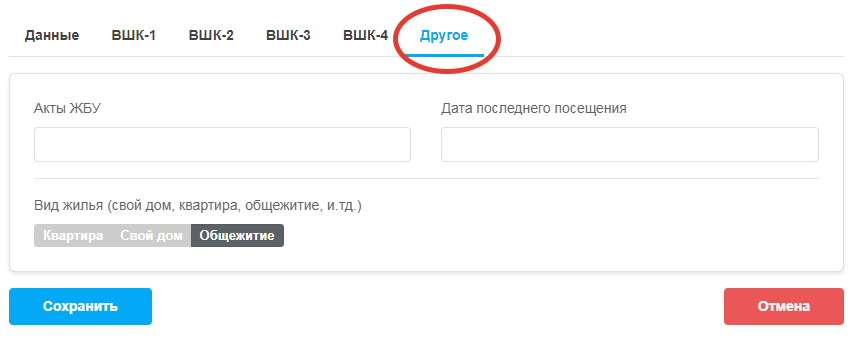 Данные ВШК-1 ВШК-2 ВШК-3 ВШК-4 Другое
Акты ЖБУ Дата последнего посещения
Вид жилья (свой дом, квартира, общежитие, и.тд.)
Квартира Свой дом Общежитие
Сохранить Отмена